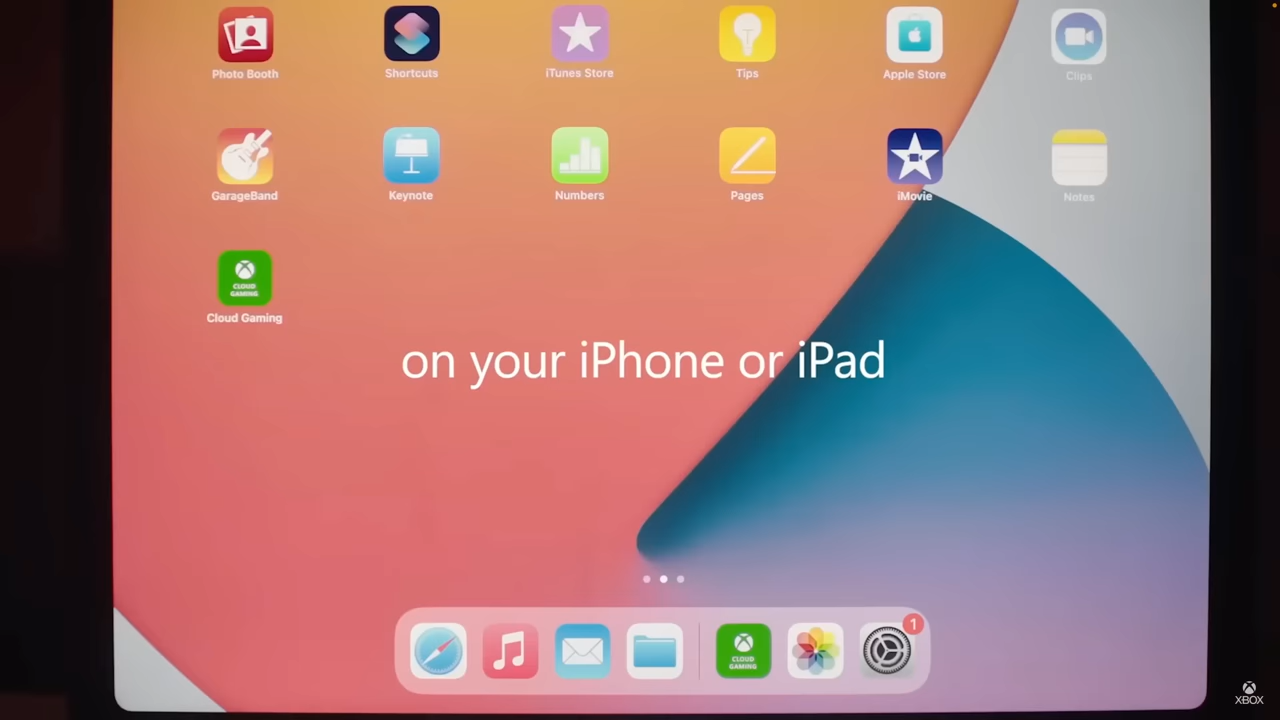 Photo Booth
Shortcuts
iTunes Store
Tips
Apple Store
Clips
GarageBand
Keynote
Numbers
Pages
iMovie
Notes
CLOUD
GAMING
Cloud Gaming
on your iPhone or iPad
CLOUD
GAMING
1
XBOX